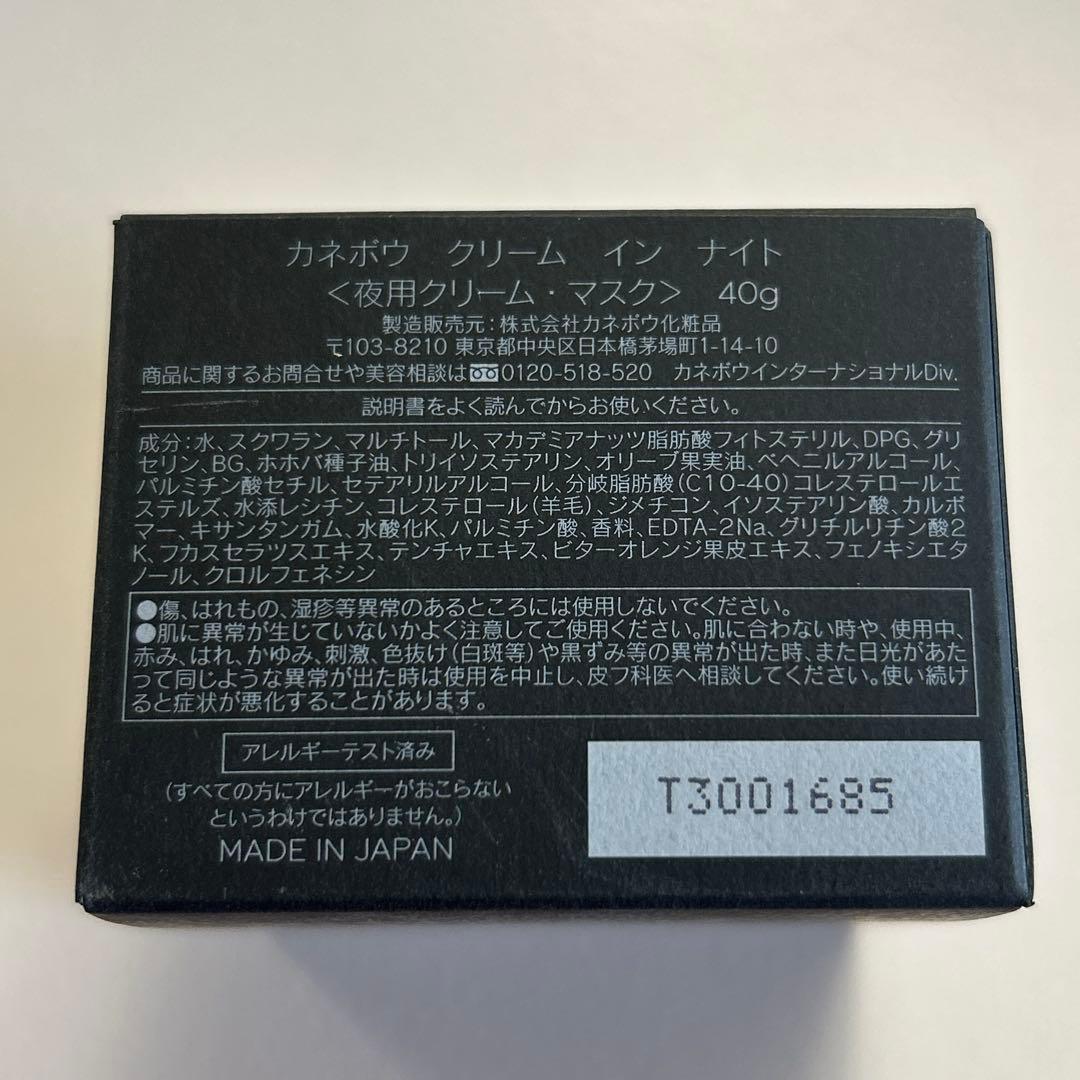 カネボウ クリーム イン ナイト
<夜用クリーム・マスク> 40g
製造販売元:株式会社カネボウ化粧品
〒103-8210 東京都中央区日本橋茅場町1-14-10
商品に関するお問合せや美容相談は0120-518-520 カネボウインターナショナルDiv.
説明書をよく読んでからお使いください。
成分:水、スクワラン、マルチトール、マカデミアナッツ脂肪酸フィトステリル、DPG、グリ
セリン、BG、ホホバ種子油、トリイソステアリン、オリーブ果実油、ベヘニルアルコール、
パルミチン酸セチル、セテアリルアルコール、分岐脂肪酸(C10-40)コレステロールエ
ステルズ、水添レシチン、コレステロール(羊毛)、ジメチコン、イソステアリン酸、カルボ
マー、キサンタンガム、水酸化K、パルミチン酸、香料、EDTA-2Na、グリチルリチン酸2
K、フカスセラツスエキス、テンチャエキス、ビターオレンジ果皮エキス、フェノキシエタ
ノール、クロルフェネシン
●傷、はれもの、湿疹等異常のあるところには使用しないでください。
●肌に異常が生じていないかよく注意してご使用ください。肌に合わない時や、使用中、
赤み、はれ、かゆみ、刺激、色抜け(白斑等)や黒ずみ等の異常が出た時、また日光があた
って同じような異常が出た時は使用を中止し、皮フ科医へ相談してください。使い続け
ると症状が悪化することがあります。
アレルギーテスト済み
(すべての方にアレルギーがおこらない
というわけではありません。)
MADE IN JAPAN
T3001685